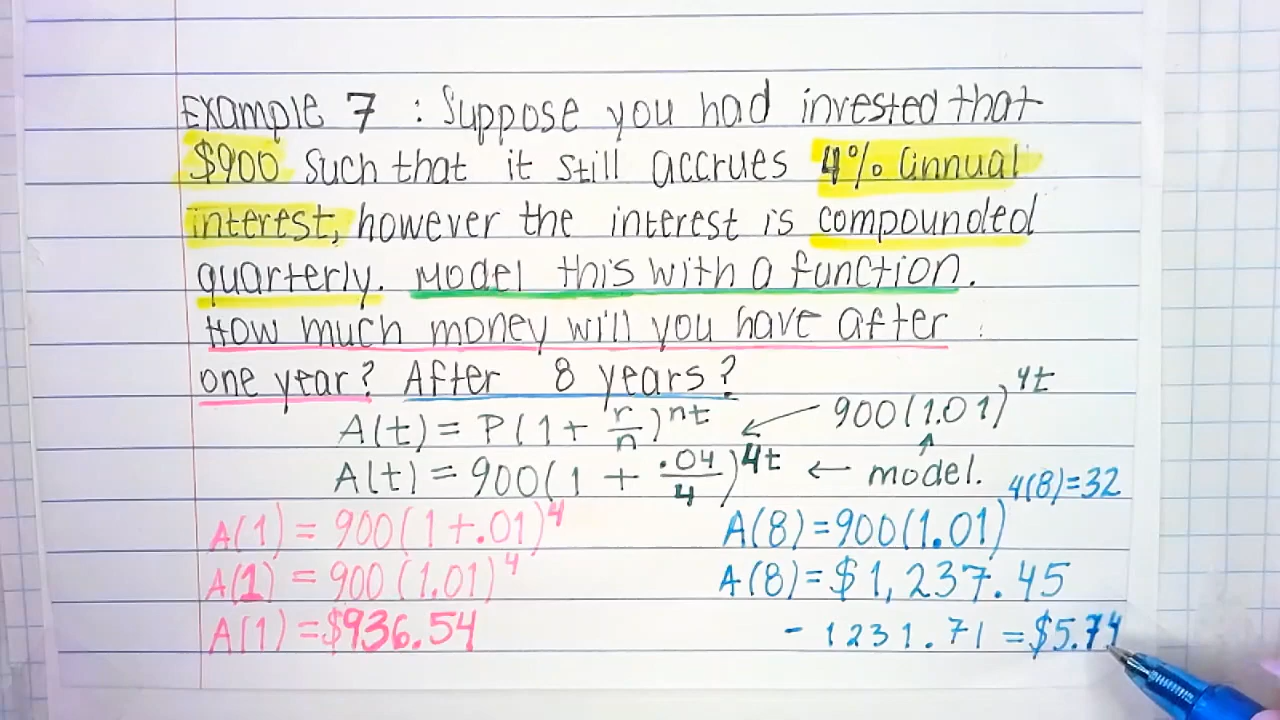 Example 7 : Suppose you had invested that
$900 such that it still accrues 4% annual
interest, however the interest is compounded
quarterly. Model this with a function.
How much money will you have after
one year? After 8 years?
A(t) = P(1 + r/n)^nt ← 900(1.01)^4t
A(t) = 900(1 + .04/4)^4t ← model.
A(1) = 900(1+.01)^4
A(1) = 900(1.01)^4
A(1) = $936.54
A(8) = 900(1.01)^4(8)=32
A(8) = $1,237.45
- 1231.71 = $5.74